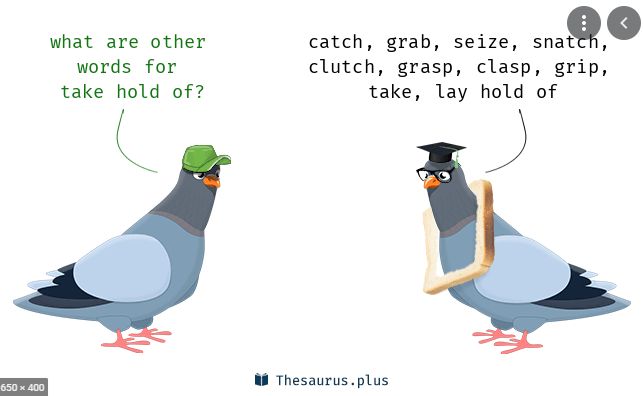 what are other
words for
take hold of?
catch, grab, seize, snatch,
clutch, grasp, clasp, grip,
take, lay hold of
Thesaurus.plus
650 × 400